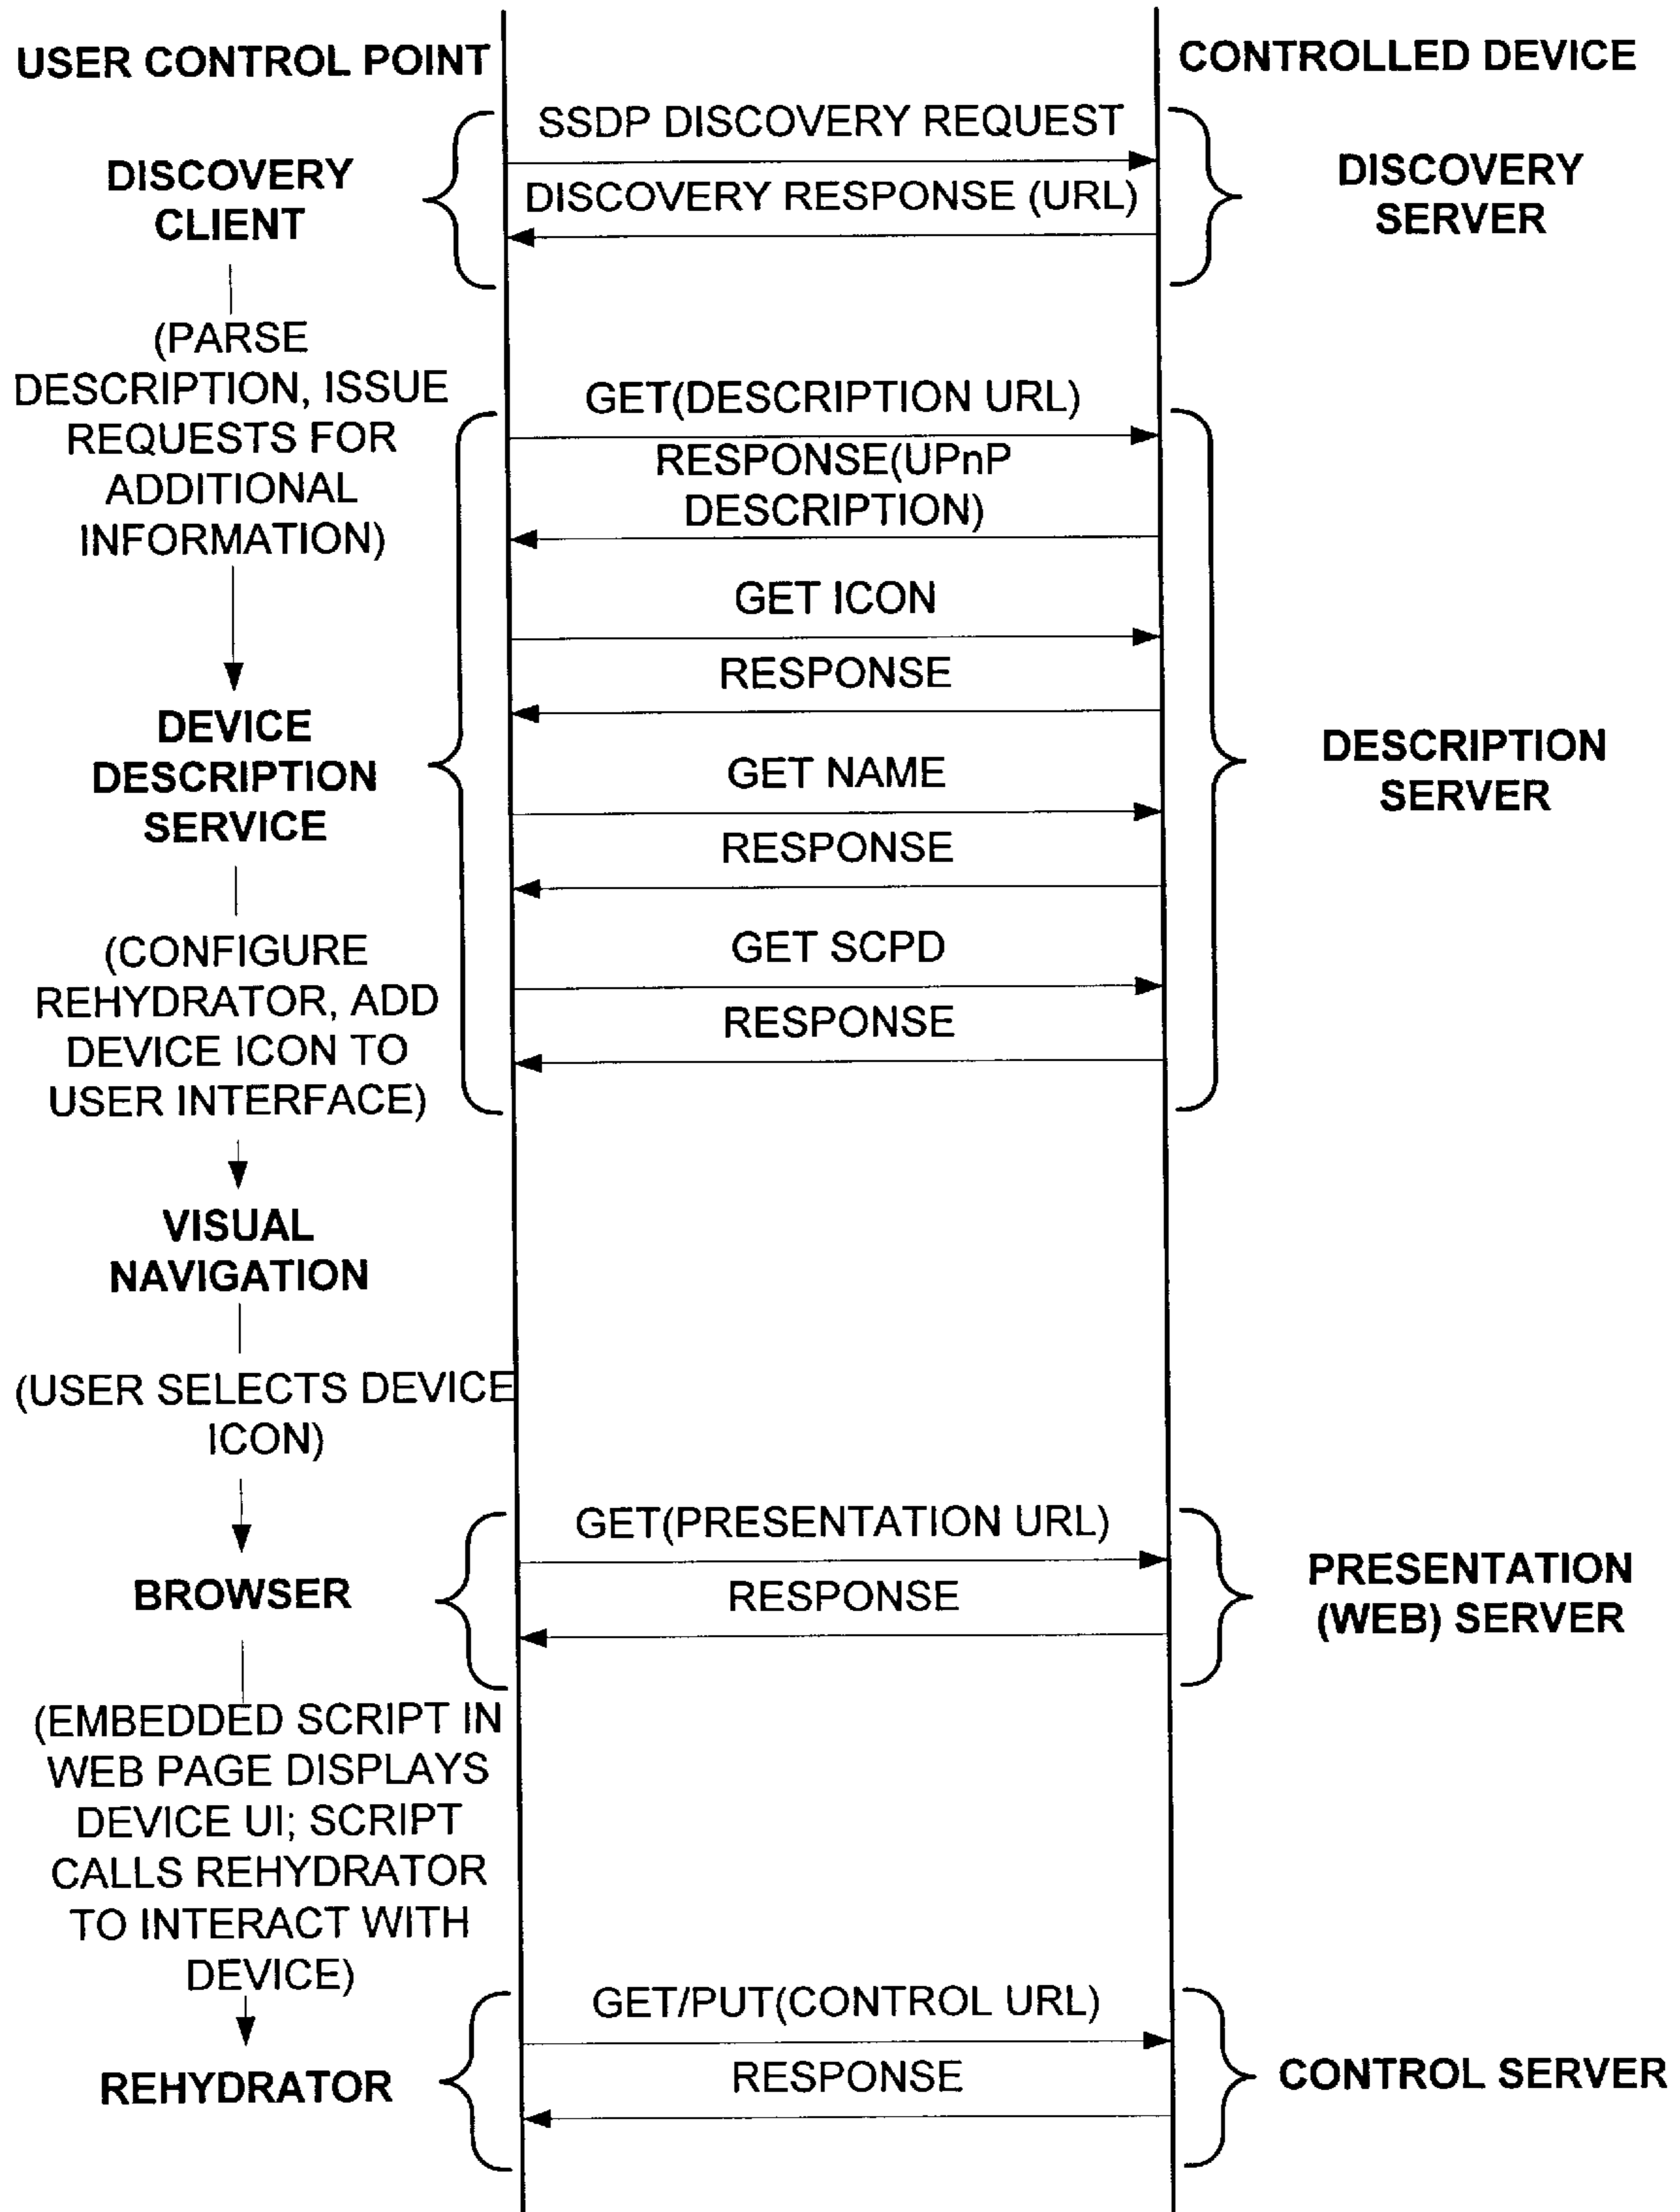 USER CONTROL POINT
CONTROLLED DEVICE
SSDP DISCOVERY REQUEST
DISCOVERY RESPONSE (URL)
DISCOVERY
CLIENT
DISCOVERY
SERVER
(PARSE
DESCRIPTION, ISSUE
REQUESTS FOR
ADDITIONAL
INFORMATION)
GET(DESCRIPTION URL)
RESPONSE(UPnP
DESCRIPTION)
GET ICON
RESPONSE
DEVICE
DESCRIPTION
SERVICE
GET NAME
RESPONSE
GET SCPD
RESPONSE
DESCRIPTION
SERVER
(CONFIGURE
REHYDRATOR, ADD
DEVICE ICON TO
USER INTERFACE)
VISUAL
NAVIGATION
(USER SELECTS DEVICE
ICON)
BROWSER
GET(PRESENTATION URL)
RESPONSE
PRESENTATION
(WEB) SERVER
(EMBEDDED SCRIPT IN
WEB PAGE DISPLAYS
DEVICE UI; SCRIPT
CALLS REHYDRATOR
TO INTERACT WITH
DEVICE)
REHYDRATOR
GET/PUT(CONTROL URL)
RESPONSE
CONTROL SERVER